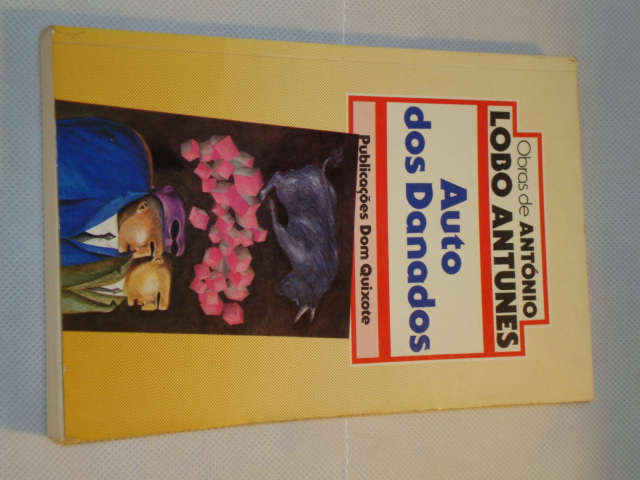 Obras de ANTÓNIO
LOBO ANTUNES
Auto
dos Danados
Publicações Dom Quixote